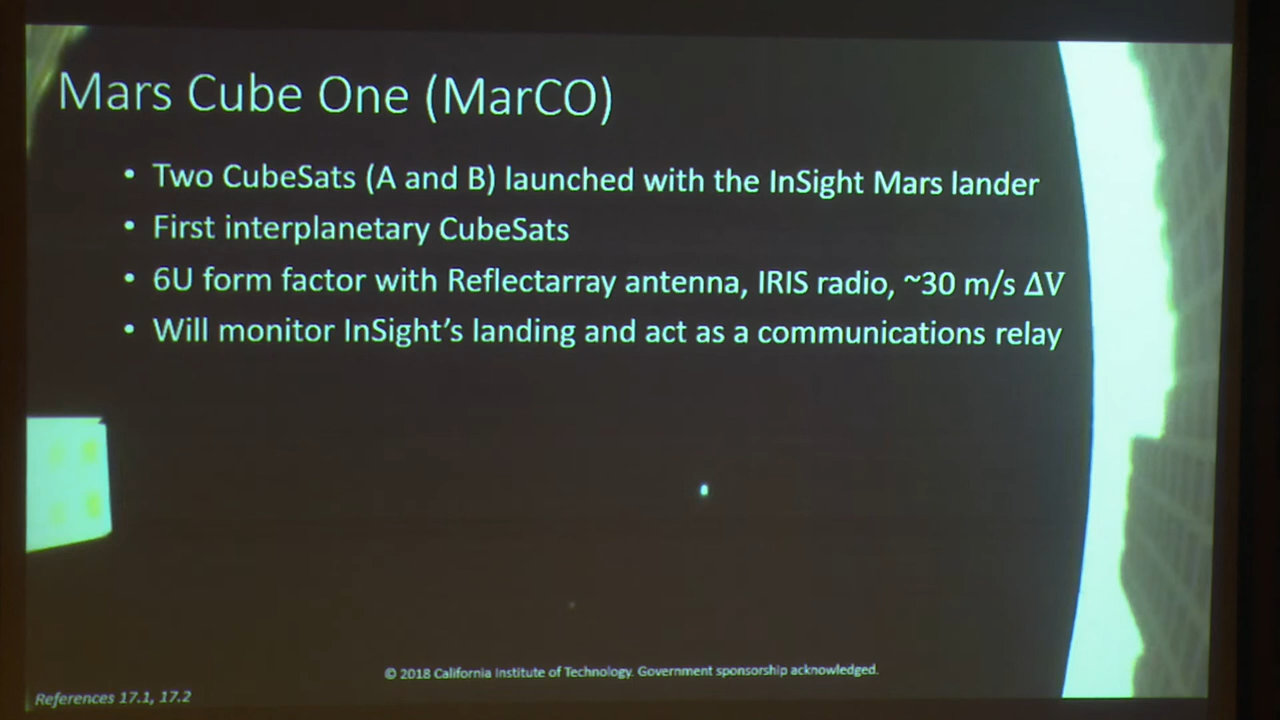 Mars Cube One (MarCO)
• Two CubeSats (A and B) launched with the InSight Mars lander
• First interplanetary CubeSats
• 6U form factor with Reflectarray antenna, IRIS radio, ~30 m/s ΔV
• Will monitor InSight’s landing and act as a communications relay
© 2018 California Institute of Technology. Government sponsorship acknowledged.
References 17.1, 17.2